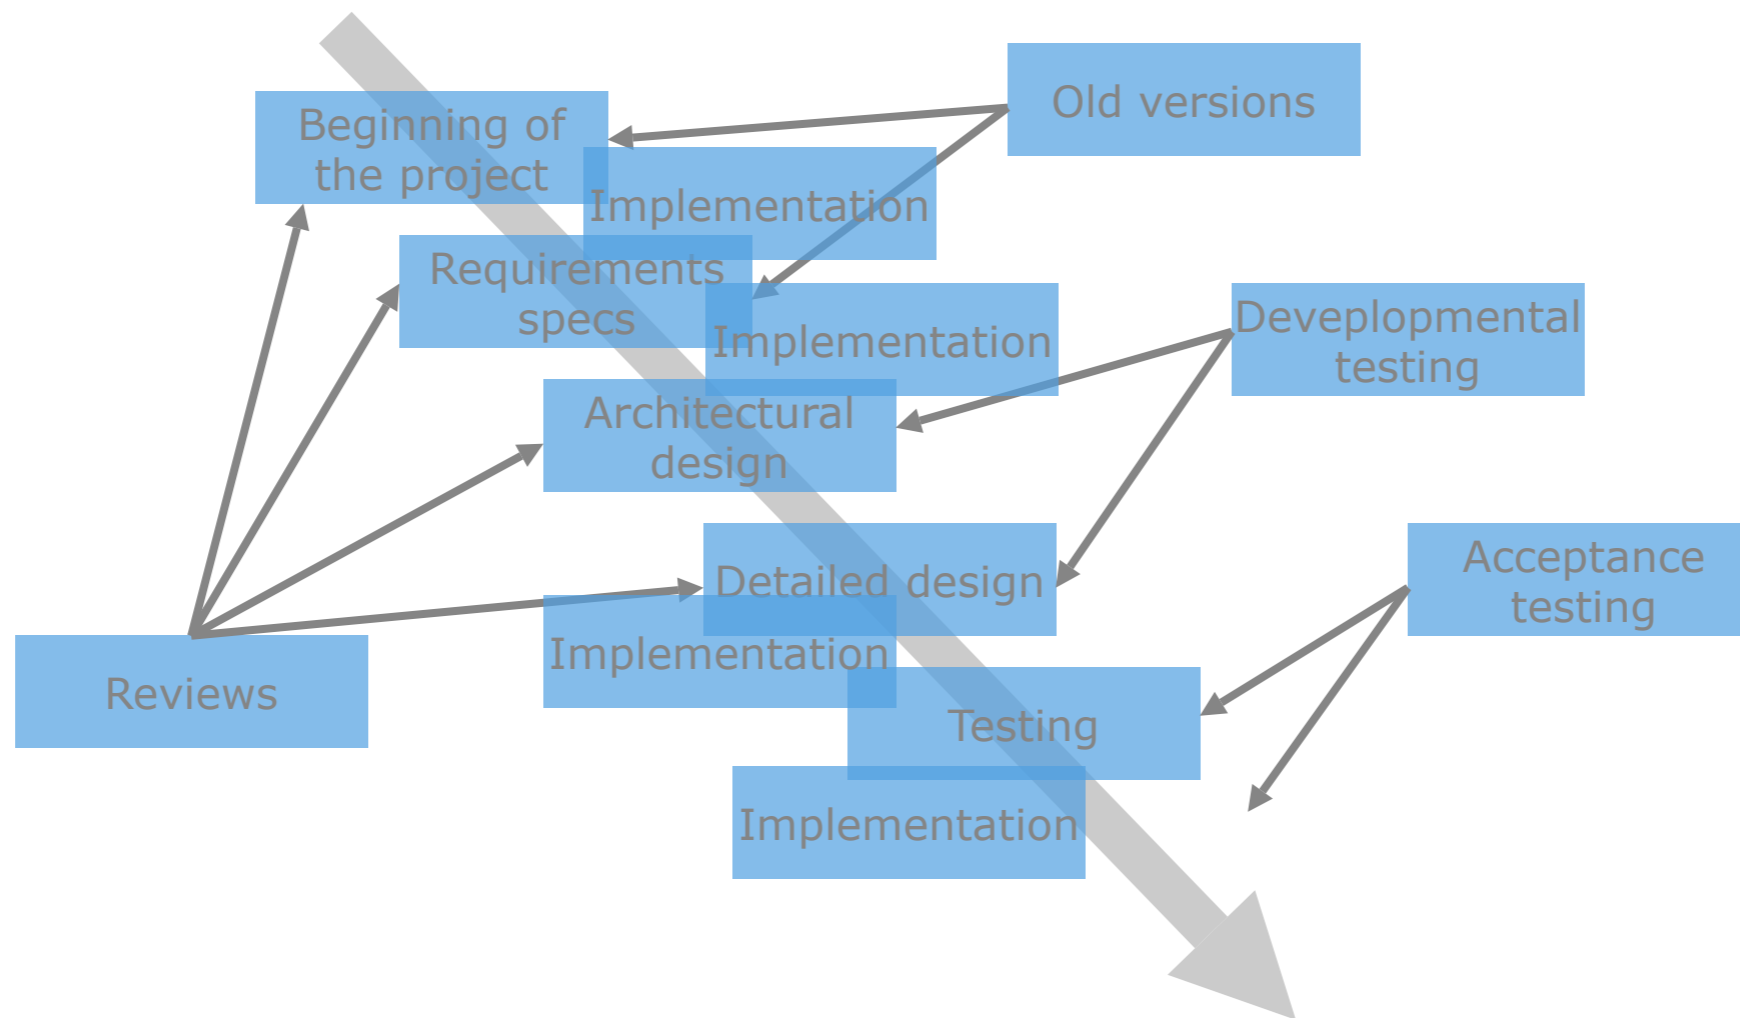 Old versions
Beginning of
the project
Implementation
Requirements
specs
Implementation
Deveplopmental
testing
Architectural
design
Detailed design
Acceptance
testing
Implementation
Reviews
Testing
Implementation